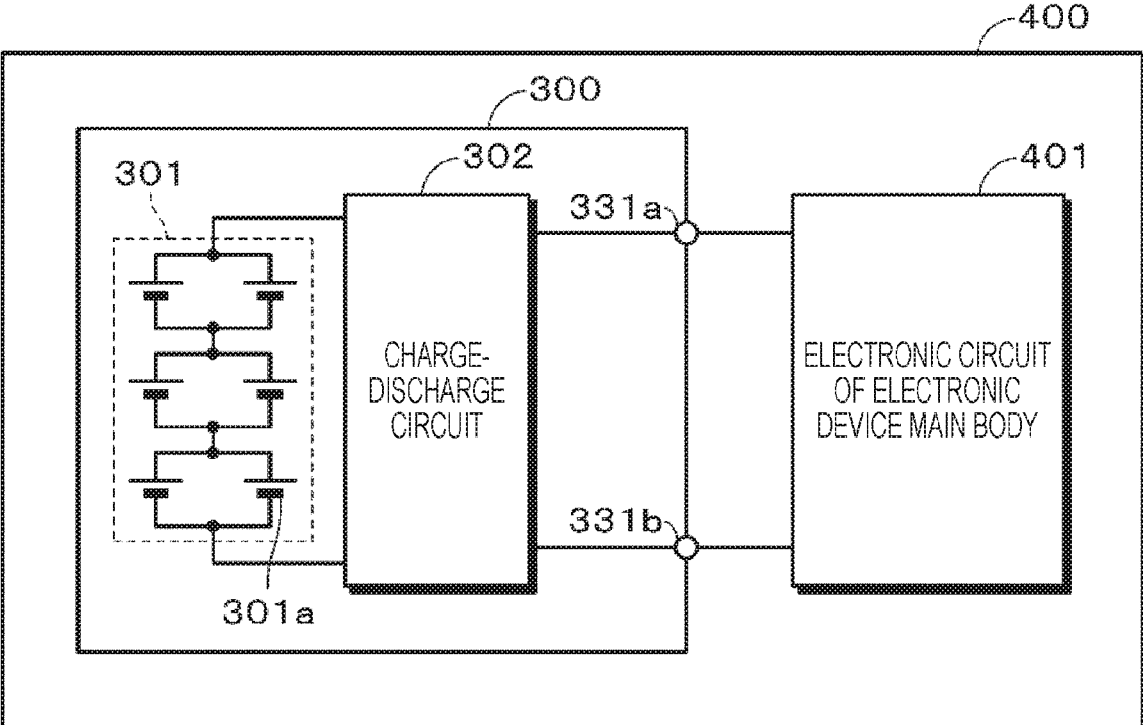 400
300
301
302
401
331a
CHARGE-
DISCHARGE
CIRCUIT
ELECTRONIC CIRCUIT
OF ELECTRONIC
DEVICE MAIN BODY
331b
301a